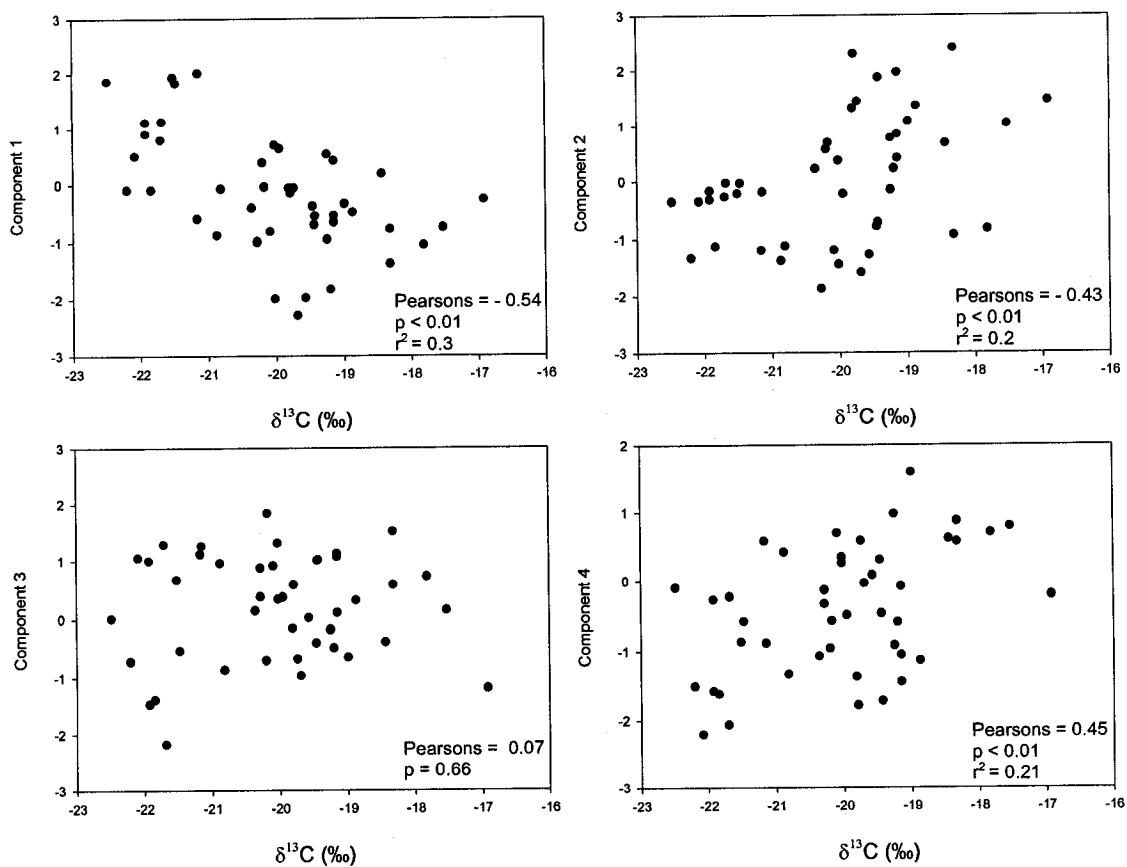 3
2
1
0
-1
-2
-3
Component 1
Pearsons = - 0.54
p < 0.01
r² = 0.3
-23 -22 -21 -20 -19 -18 -17 -16
δ¹³C (‰)
3
2
1
0
-1
-2
-3
Component 2
Pearsons = - 0.43
p < 0.01
r² = 0.2
-23 -22 -21 -20 -19 -18 -17 -16
δ¹³C (‰)
3
2
1
0
-1
-2
-3
Component 3
Pearsons = 0.07
p = 0.66
-23 -22 -21 -20 -19 -18 -17 -16
δ¹³C (‰)
2
1
0
-1
-2
-3
Component 4
Pearsons = 0.45
p < 0.01
r² = 0.21
-23 -22 -21 -20 -19 -18 -17 -16
δ¹³C (‰)